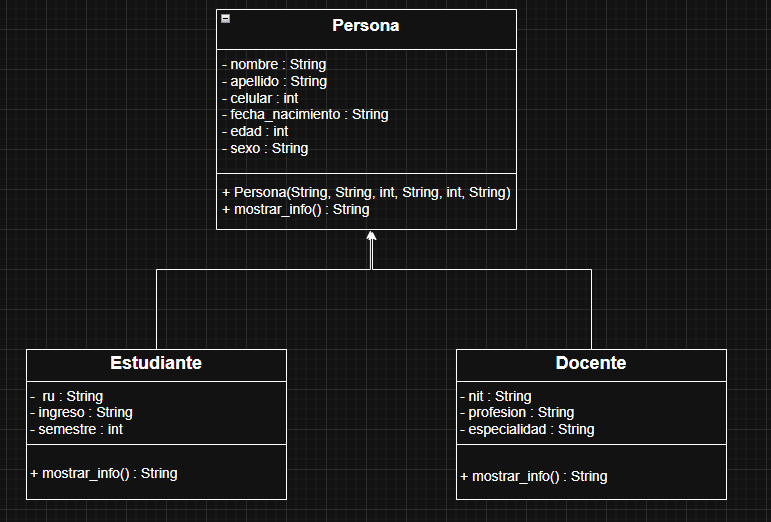 Persona
- nombre : String
- apellido : String
- celular : int
- fecha_nacimiento : String
- edad : int
- sexo : String
+ Persona(String, String, int, String, int, String)
+ mostrar_info() : String
Estudiante
- ru : String
- ingreso : String
- semestre : int
+ mostrar_info() : String
Docente
- nit : String
- profesion : String
- especialidad : String
+ mostrar_info() : String